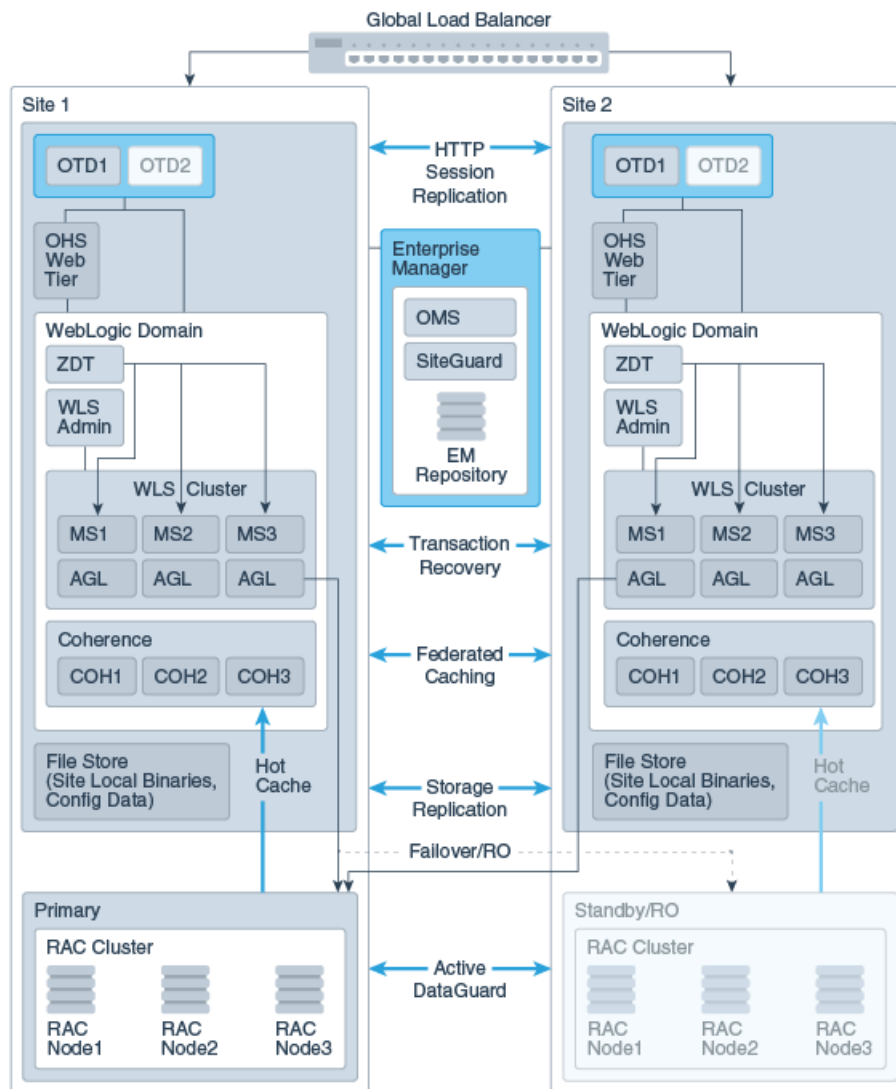 Global Load Balancer
Site 1
OTD1
OTD2
OHS
Web
Tier
WebLogic Domain
ZDT
WLS
Admin
WLS Cluster
MS1
MS2
MS3
AGL
AGL
AGL
Coherence
COH1
COH2
COH3
File Store
(Site Local Binaries,
Config Data)
Hot
Cache
Primary
RAC Cluster
RAC
Node1
RAC
Node2
RAC
Node3
HTTP
Session
Replication
Enterprise
Manager
OMS
SiteGuard
EM
Repository
Transaction
Recovery
Federated
Caching
Storage
Replication
Failover/RO
Active
DataGuard
Site 2
OTD1
OTD2
OHS
Web
Tier
WebLogic Domain
ZDT
WLS
Admin
WLS Cluster
MS1
MS2
MS3
AGL
AGL
AGL
Coherence
COH1
COH2
COH3
File Store
(Site Local Binaries,
Config Data)
Hot
Cache
Standby/RO
RAC Cluster
RAC
Node1
RAC
Node2
RAC
Node3